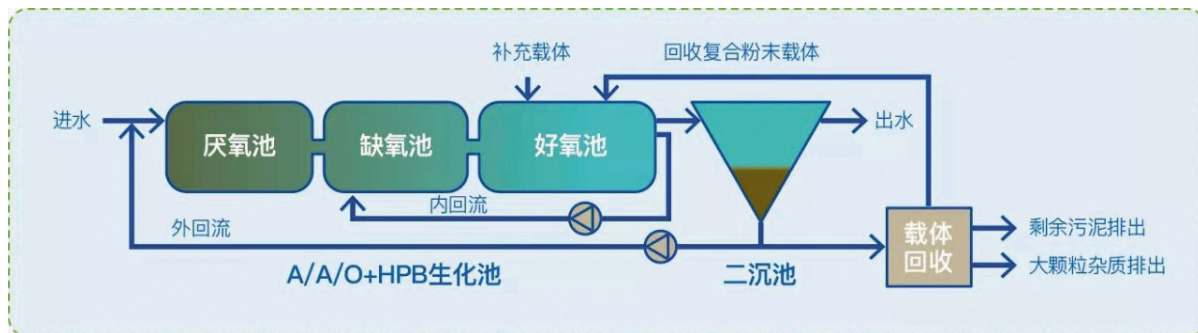 补充载体
回收复合粉末载体
进水
厌氧池
缺氧池
好氧池
出水
内回流
外回流
载体
回收
剩余污泥排出
大颗粒杂质排出
A/A/O+HPB生化池
二沉池